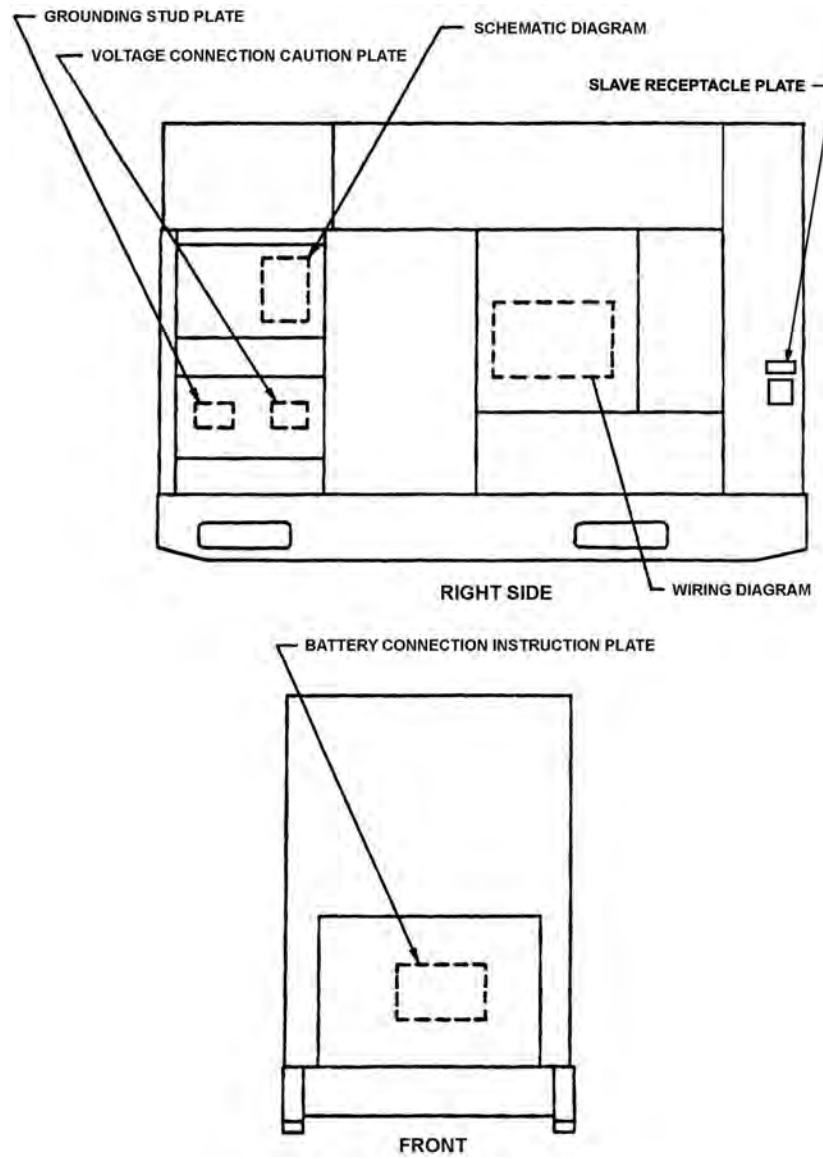 GROUNDING STUD PLATE
SCHEMATIC DIAGRAM
VOLTAGE CONNECTION CAUTION PLATE
SLAVE RECEPTACLE PLATE
WIRING DIAGRAM
RIGHT SIDE
BATTERY CONNECTION INSTRUCTION PLATE
FRONT